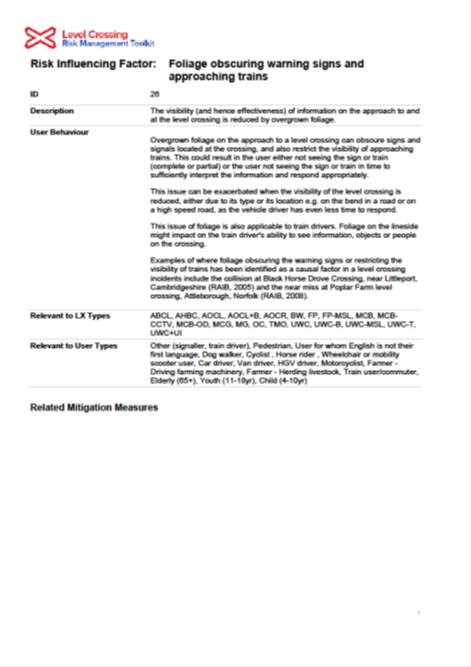 Level Crossing
Risk Management Toolkit
Risk Influencing Factor: Foliage obscuring warning signs and
approaching trains
ID 26
Description The visibility (and hence effectiveness) of information on the approach to and
at the level crossing is reduced by overgrown foliage.
User Behaviour
Overgrown foliage on the approach to a level crossing can obscure signs and
signals located at the crossing, and also restrict the visibility of approaching
trains. This could result in the user either not seeing the sign or train
(complete or partial) or the user not seeing the sign or train in time to
sufficiently interpret the information and respond appropriately.
This issue can be exacerbated when the visibility of the level crossing is
reduced, either due to its type or its location e.g. on the bend in a road or on
a high speed road, as the vehicle driver has even less time to respond.
This issue of foliage is also applicable to train drivers. Foliage on the lineside
might impact on the train driver's ability to see information, objects or people
on the crossing.
Examples of where foliage obscuring the warning signs or restricting the
visibility of trains has been identified as a causal factor in a level crossing
incidents include the collision at Black Horse Drove Crossing, near Littleport,
Cambridgeshire (RAIB, 2005) and the near miss at Poplar Farm level
crossing, Attleborough, Norfolk (RAIB, 2008).
Relevant to LX Types ABCL, AHBC, AOCL, AOCL+B, AOCR, BW, FP, FP-MSL, MCB, MCB-
CCTV, MCB-OD, MCG, MG, OC, TMO, UWC, UWC-B, UWC-MSL, UWC-T,
UWC+UI
Relevant to User Types Other (signaller, train driver), Pedestrian, User for whom English is not their
first language, Dog walker, Cyclist , Horse rider , Wheelchair or mobility
scooter user, Car driver, Van driver, HGV driver, Motorcyclist, Farmer -
Driving farming machinery, Farmer - Herding livestock, Train user/commuter,
Elderly (65+), Youth (11-18yr), Child (4-10yr)
Related Mitigation Measures
1